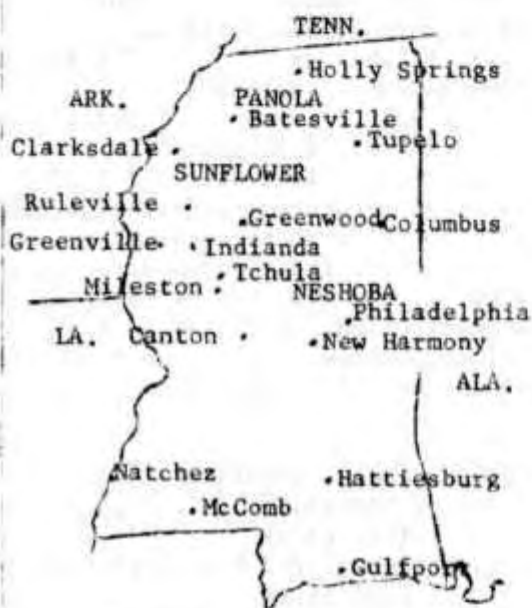 TENN.
Holly Springs
ARK. PANOLA
Batesville
Clarksdale Tupelo
SUNFLOWER
Ruleville
Greenwood Columbus
Greenville Indianda
Tchula
Mileston NESHOBA
Philadelphia
LA. Canton New Harmony
ALA.
Natchez Hattiesburg
McComb
Gulfport